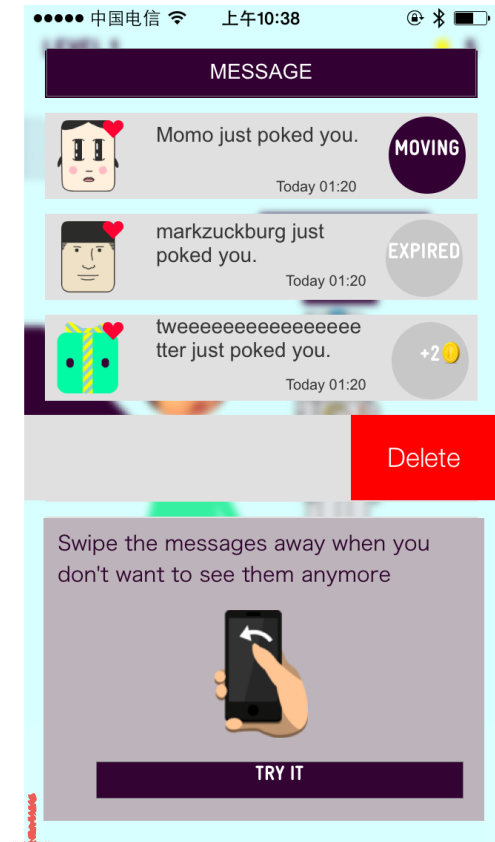 中国电信 上午10:38
MESSAGE
Momo just poked you.
Today 01:20
MOVING
markzuckburg just
poked you.
Today 01:20
EXPIRED
tweeeeeeeeeeeeeeee
tter just poked you.
Today 01:20
+2
Delete
Swipe the messages away when you
don't want to see them anymore
TRY IT